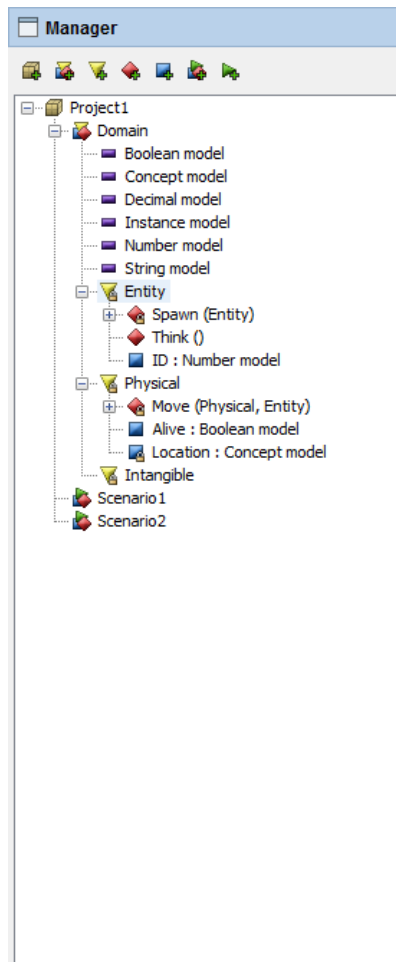 Manager
Project1
Domain
Boolean model
Concept model
Decimal model
Instance model
Number model
String model
Entity
Spawn (Entity)
Think ()
ID : Number model
Physical
Move (Physical, Entity)
Alive : Boolean model
Location : Concept model
Intangible
Scenario1
Scenario2